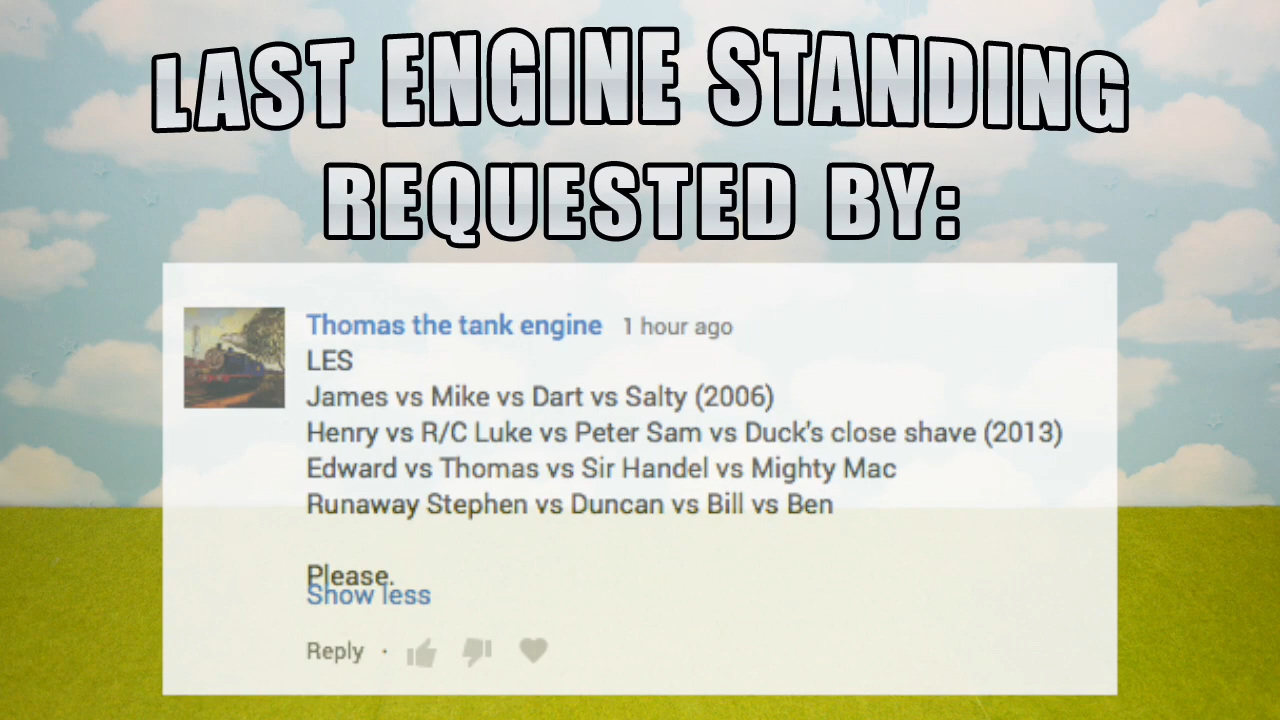 LAST ENGINE STANDING
REQUESTED BY:
Thomas the tank engine 1 hour ago
LES
James vs Mike vs Dart vs Salty (2006)
Henry vs R/C Luke vs Peter Sam vs Duck's close shave (2013)
Edward vs Thomas vs Sir Handel vs Mighty Mac
Runaway Stephen vs Duncan vs Bill vs Ben
Please.
Show less
Reply ·